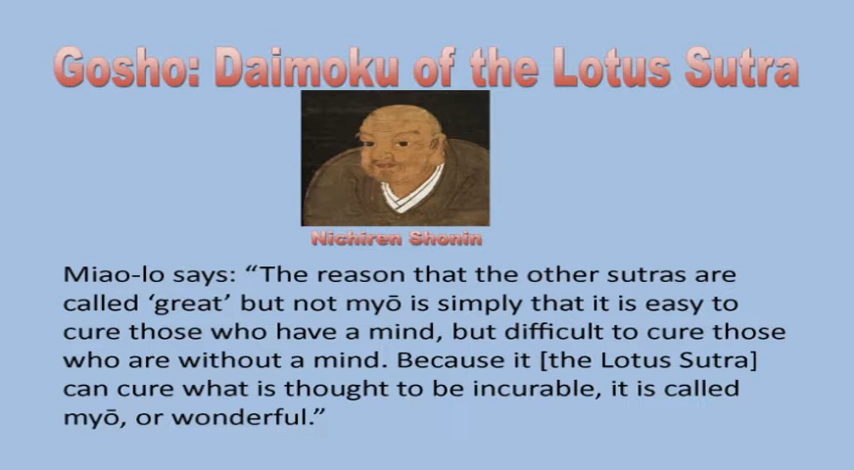 Gosho: Daimoku of the Lotus Sutra
Nichiren Shonin
Miao-lo says: “The reason that the other sutras are
called ‘great’ but not myō is simply that it is easy to
cure those who have a mind, but difficult to cure those
who are without a mind. Because it [the Lotus Sutra]
can cure what is thought to be incurable, it is called
myō, or wonderful.”